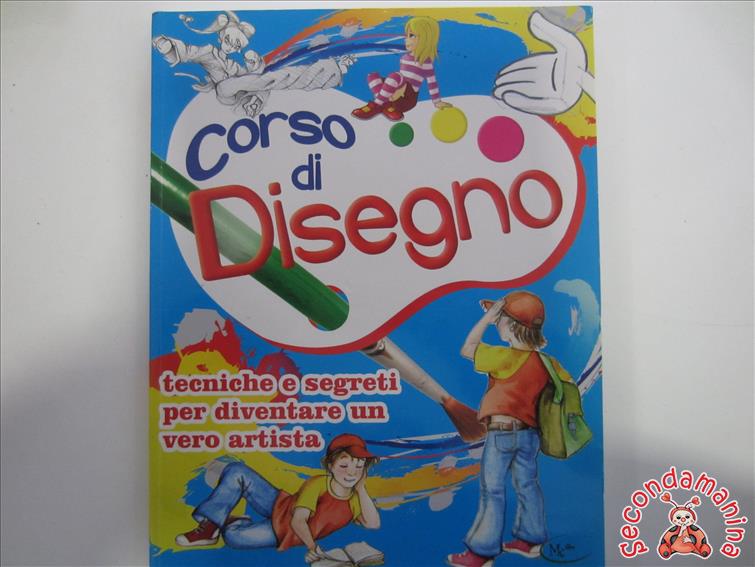 Corso
di
Disegno
tecniche e segreti
per diventare un
vero artista
secondamanina